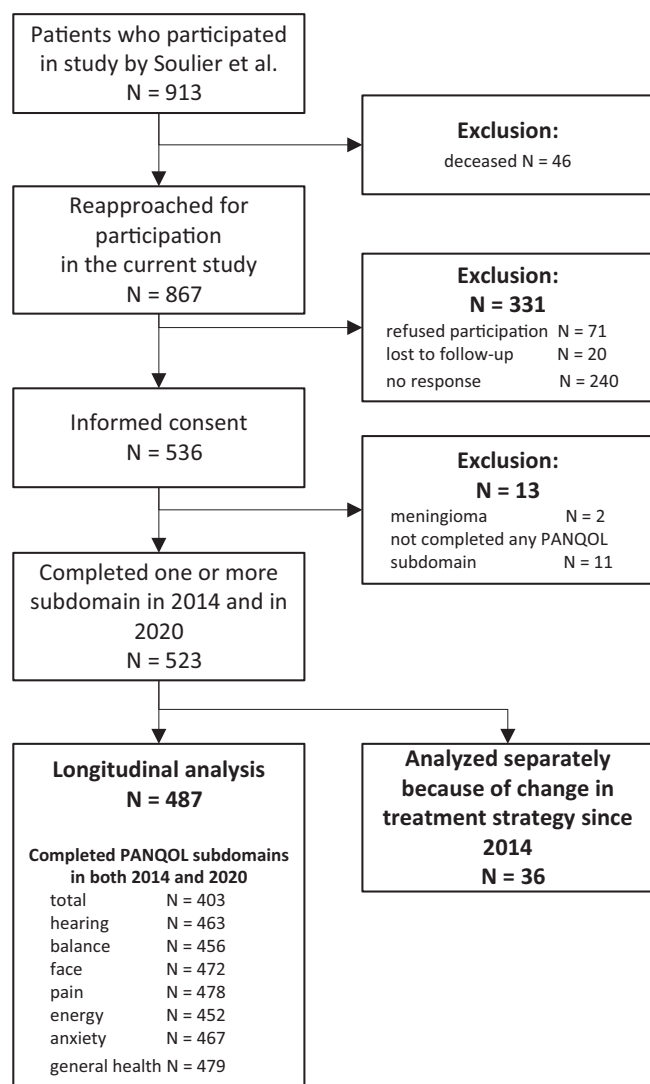 Patients who participated
in study by Soulier et al.
N = 913
Exclusion:
deceased N = 46
Reapproached for
participation
in the current study
N = 867
Exclusion:
N = 331
refused participation N = 71
lost to follow-up N = 20
no response N = 240
Informed consent
N = 536
Exclusion:
N = 13
meningioma N = 2
not completed any PANQOL
subdomain N = 11
Completed one or more
subdomain in 2014 and in
2020
N = 523
Longitudinal analysis
N = 487
Completed PANQOL subdomains
in both 2014 and 2020
total N = 403
hearing N = 463
balance N = 456
face N = 472
pain N = 478
energy N = 452
anxiety N = 467
general health N = 479
Analyzed separately
because of change in
treatment strategy since
2014
N = 36